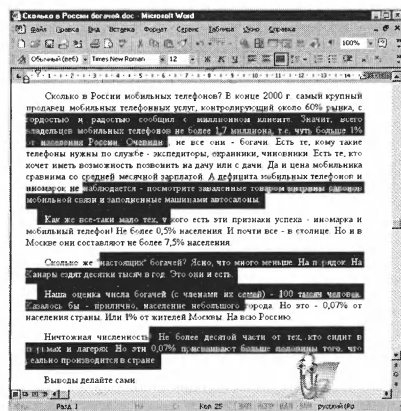 Сколько в России богачей.doc - Microsoft Word
Файл Правка Вид Вставка Формат Сервис Таблица Окно Справка
100%
Обычный (веб) Times New Roman 12 Ж К Ч
Сколько в России мобильных телефонов? В конце 2000 г. самый крупный
продавец мобильных телефонных услуг, контролирующий около 60% рынка, с
гордостью и радостью сообщил с миллионном клиенте. Значит, всего
владельцев мобильных телефонов не более 1,7 миллиона, т.е. чуть больше 1%
от населения России. Очевидно, не все они - богачи. Есть те, кому такие
телефоны нужны по службе - экспедиторы, охранники, чиновники. Есть те, кто
хочет иметь возможность позвонить на дачу или с дачи. Да и цена мобильника
сравнима со средней месячной зарплатой. А дефицита мобильных телефонов и
иномарок не наблюдается - посмотрите заваленные товаром витрины салонов
мобильной связи и заполненные машинами автосалоны.
Как же все-таки мало тех, у кого есть эти признаки успеха - иномарка и
мобильный телефон! Не более 0,5% населения. И почти все - в столице. Но и в
Москве они составляют не более 7,5% населения.
Сколько же "настоящих" богачей? Ясно, что много меньше. На порядок. На
Канары ездят десятки тысяч в год. Это они и есть.
Наша оценка числа богачей (с членами их семей) - 100 тысяч человек.
Казалось бы - прилично, население небольшого города. Но это - 0,07% от
населения страны. Или 1% от жителей Москвы. На всю Россию.
Ничтожная численность. Не более десятой части от тех, кто сидит в
тюрьмах и лагерях. Но эти 0,07% присваивают больше половины того, что
реально производится в стране.
Выводы делайте сами.
Разд 1 Кол 25 русский (Ро